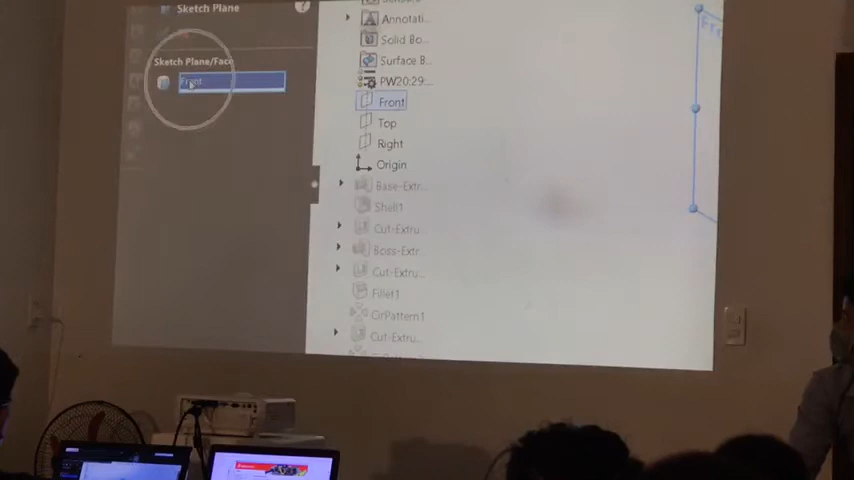 Sketch Plane
?
Sketch Plane/Face
Front
Annotati...
Solid Bo...
Surface B...
PW20:29...
Front
Top
Right
Origin
Base-Extr...
Shell1
Cut-Extru...
Boss-Extr...
Cut-Extru...
Fillet1
CirPattern1
Cut-Extru...